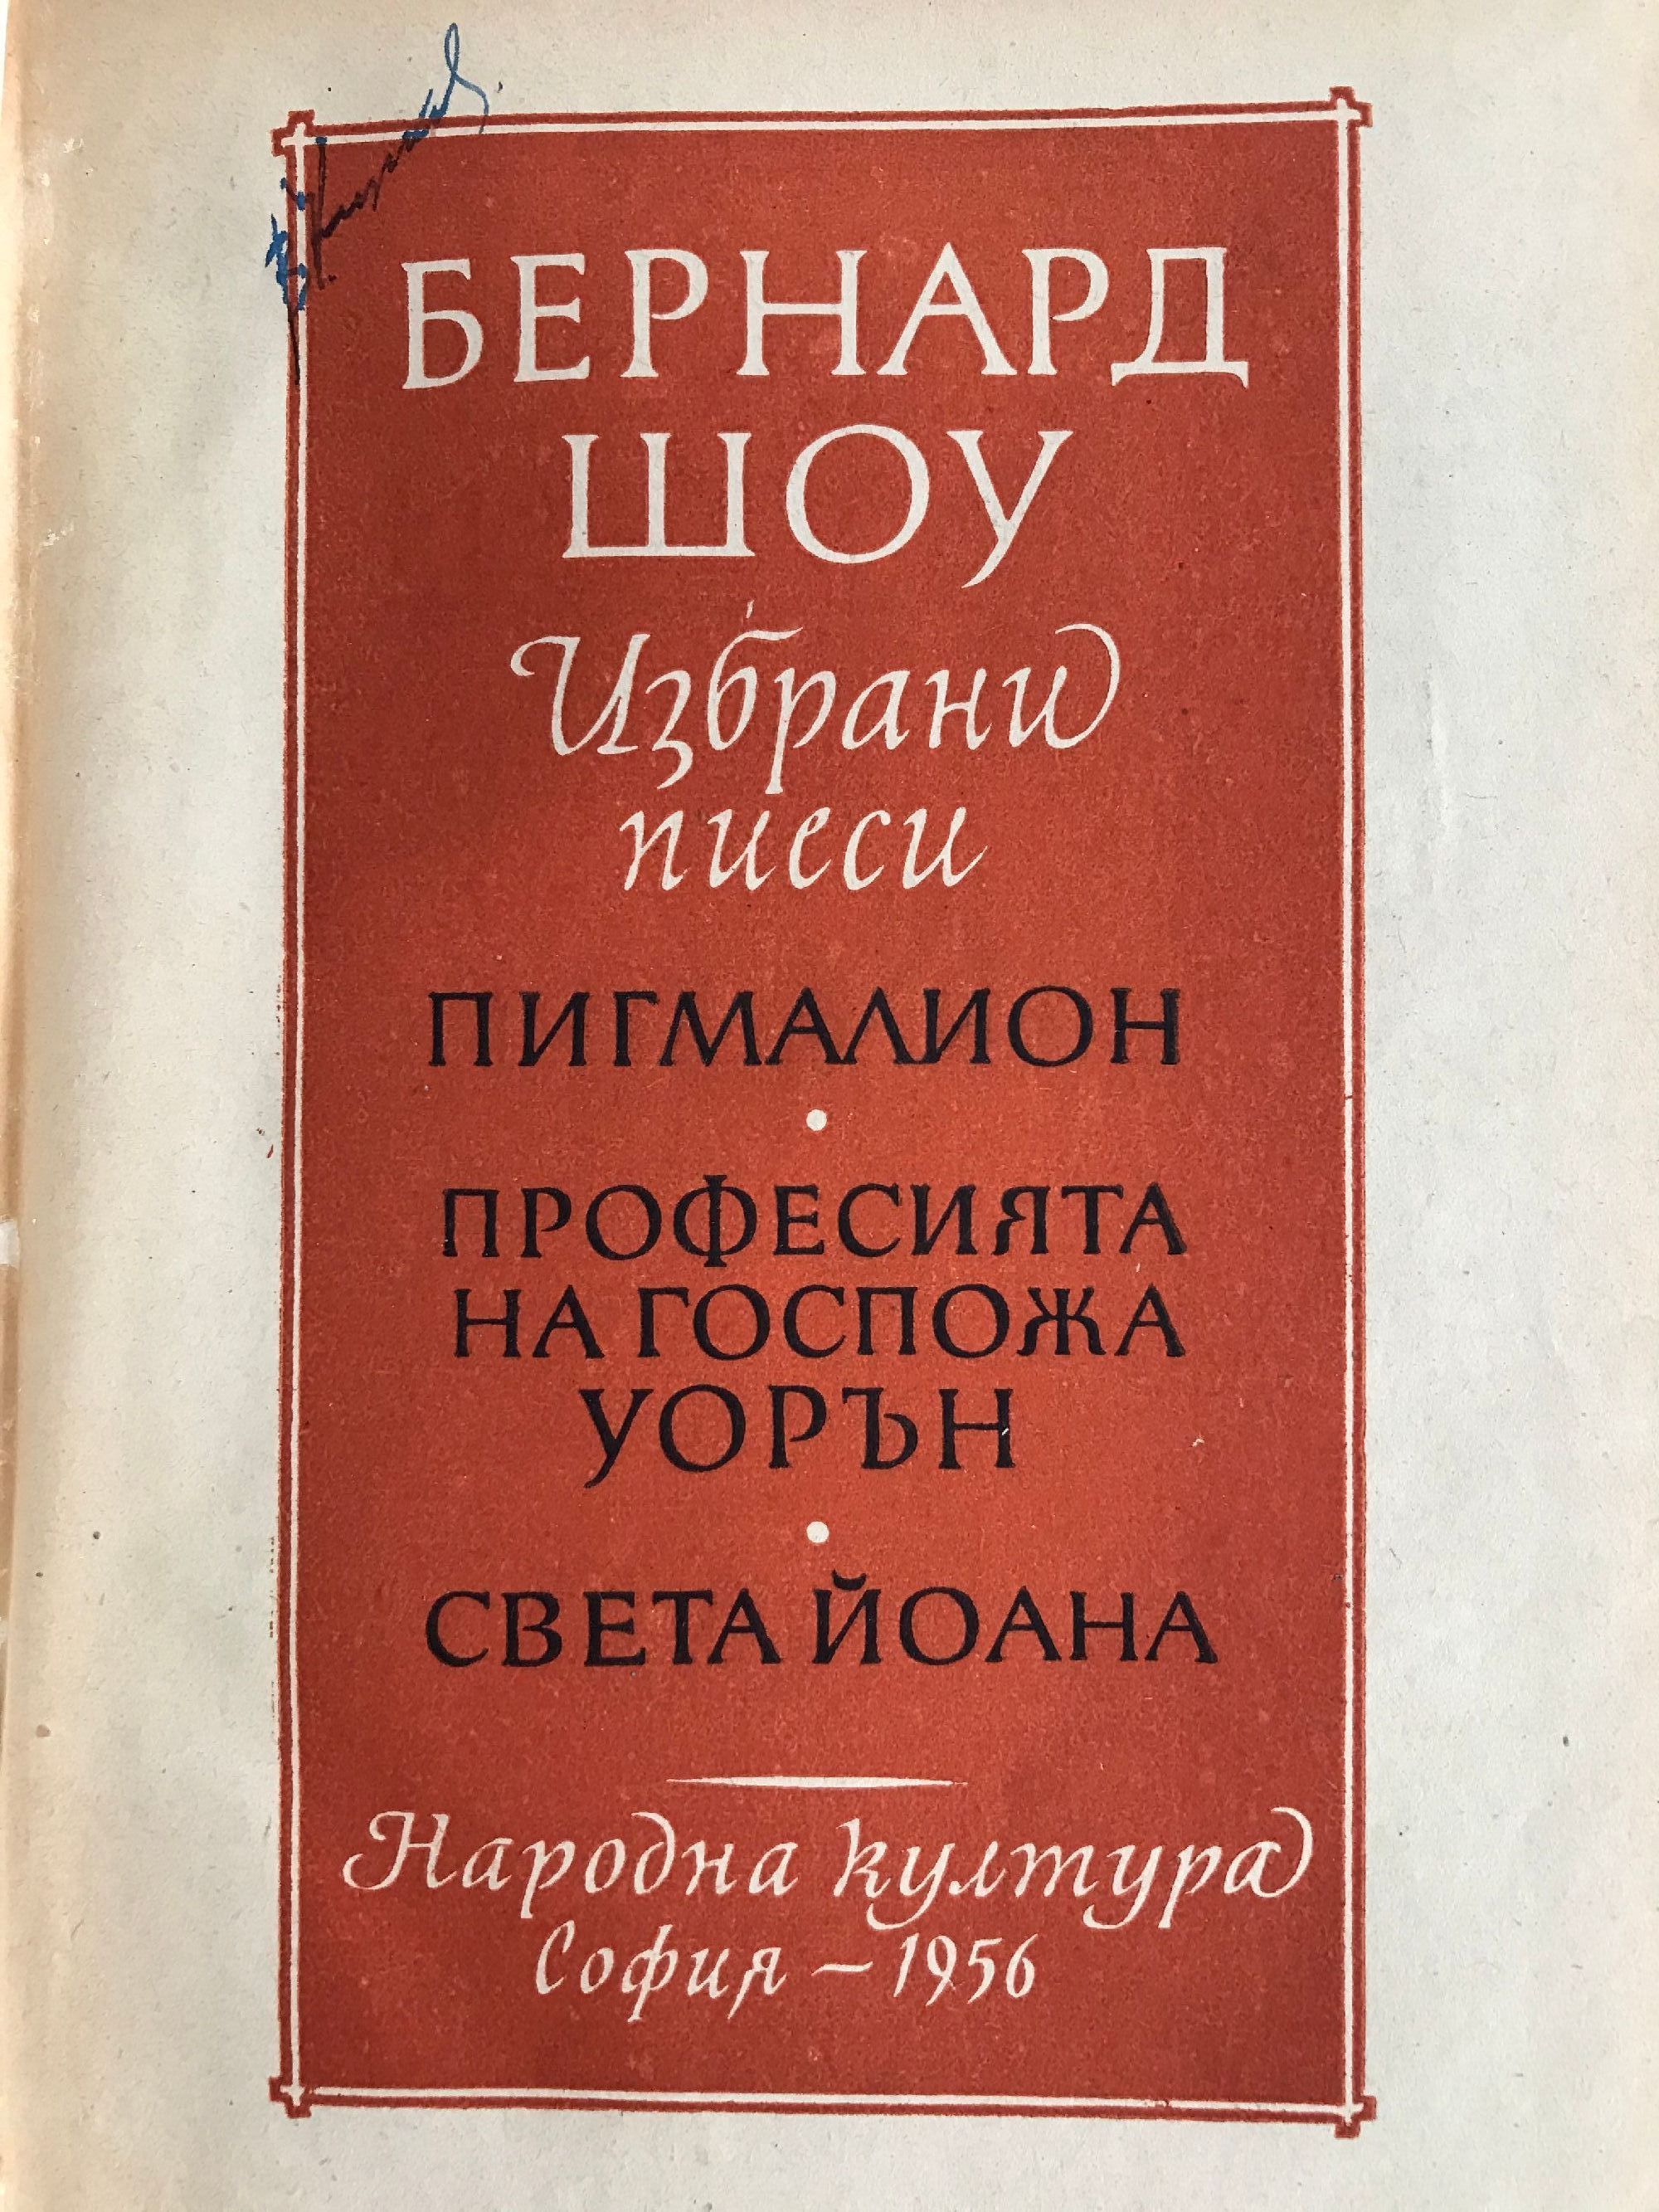 БЕРНАРД
ШОУ
Избрани
пиеси
ПИГМАЛИОН
ПРОФЕСИЯТА
НА ГОСПОЖА
УОРЪН
СВЕТА ЙОАНА
Народна култура
София – 1956